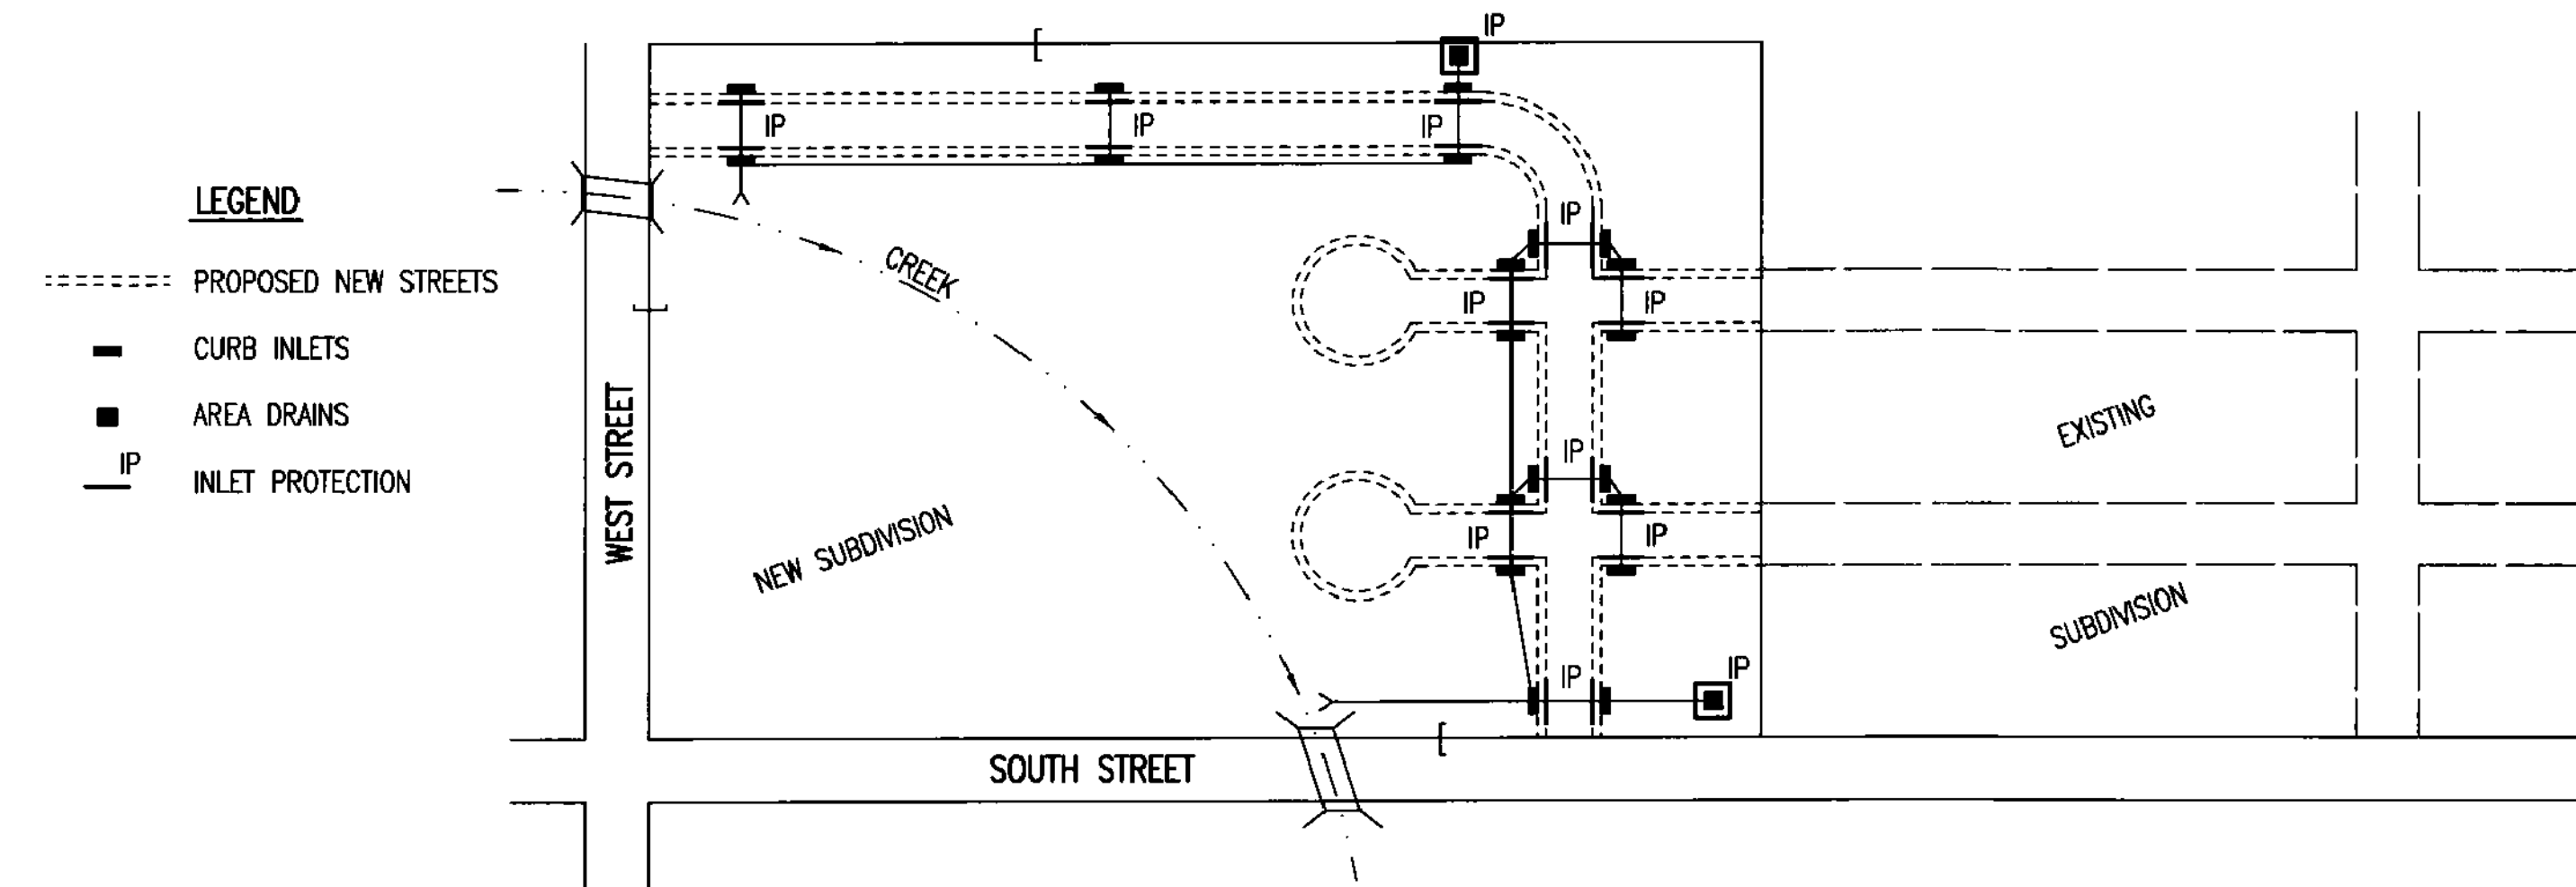 IP
IP
IP
IP
LEGEND
PROPOSED NEW STREETS
CURB INLETS
AREA DRAINS
IP
INLET PROTECTION
WEST STREET
CREEK
NEW SUBDIVISION
IP
IP
IP
IP
IP
IP
IP
IP
EXISTING
SUBDIVISION
SOUTH STREET